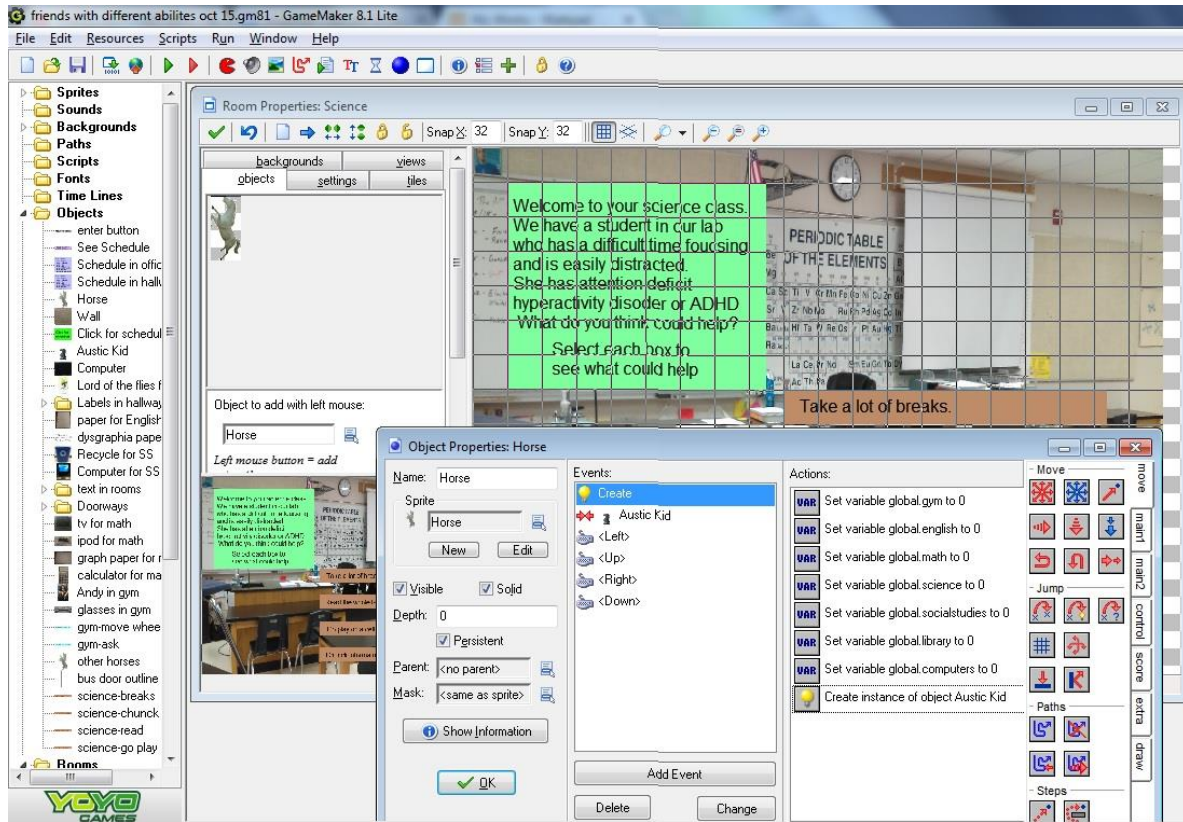 friends with different abilites oct 15.gm81 - GameMaker 8.1 Lite
File Edit Resources Scripts Run Window Help
Sprites
Sounds
Backgrounds
Paths
Scripts
Fonts
Time Lines
Objects
enter button
See Schedule
Schedule in offic
Schedule in hallw
Horse
Wall
Click for schedul
Austic Kid
Computer
Lord of the flies f
Labels in hallway
paper for English
dysgraphia pape
Recycle for SS
Computer for SS
text in rooms
Doorways
tv for math
ipod for math
graph paper for r
calculator for ma
Andy in gym
glasses in gym
gym-move whee
gym-ask
other horses
bus door outline
science-breaks
science-chunck
science-read
science-go play
Rooms
YOYO
GAMES
Room Properties: Science
Snap X: 32 Snap Y: 32
backgrounds views
objects settings tiles
Object to add with left mouse:
Horse
Left mouse button = add
Welcome to your science class.
We have a student in our lab
who has a difficult time foucsing
and is easily distracted.
She has attention deficit
hyperactivity disoder or ADHD
What do you think could help?
Select each box to
see what could help
PERIODIC TABLE
OF THE ELEMENTS
Take a lot of breaks.
Object Properties: Horse
Name: Horse
Sprite
Horse
New Edit
Visible Solid
Depth: 0
Persistent
Parent: <no parent>
Mask: <same as sprite>
Show Information
OK
Events:
Create
Austic Kid
<Left>
<Up>
<Right>
<Down>
Add Event
Delete Change
Actions:
VAR Set variable global.gym to 0
VAR Set variable global.english to 0
VAR Set variable global.math to 0
VAR Set variable global.science to 0
VAR Set variable global.socialstudies to 0
VAR Set variable global.library to 0
VAR Set variable global.computers to 0
Create instance of object Austic Kid
Move
Jump
Paths
Steps
move
main1
main2
control
score
extra
draw